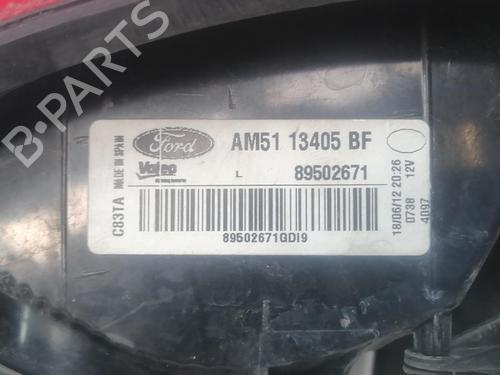 Ford
AM51 13405 BF
Valeo
L
89502671
C83TA MADE IN SPAIN
89502671GDI9
18/06/12 20:26
0738 12V
4097
B-PARTS